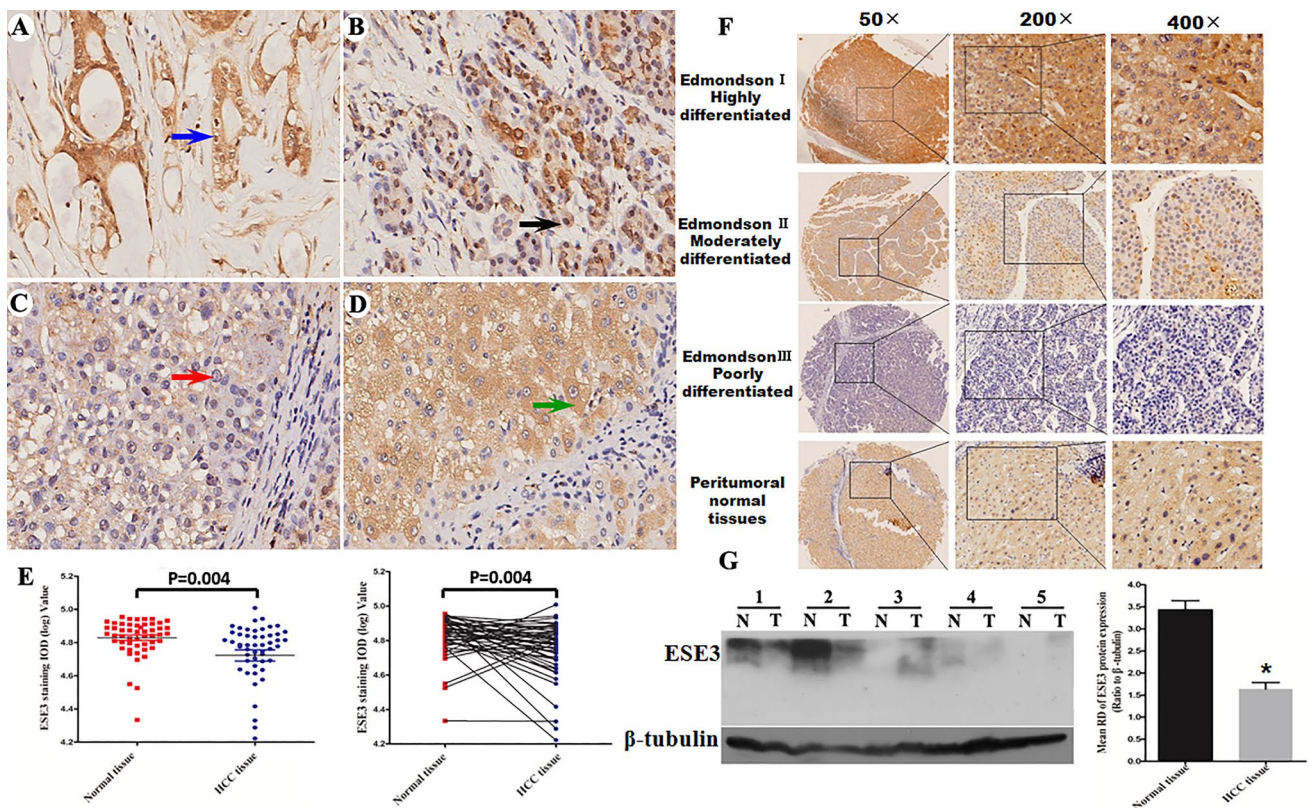 A
B
C
D
E
P=0.004
ESE3 staining IOD (log) Value
5.2
5.0
4.8
4.6
4.4
4.2
Normal tissue
HCC tissue
P=0.004
ESE3 staining IOD (log) Value
5.2
5.0
4.8
4.6
4.4
4.2
Normal tissue
HCC tissue
F
50×
200×
400×
Edmondson Ⅰ
Highly
differentiated
Edmondson Ⅱ
Moderately
differentiated
EdmondsonⅢ
Poorly
differentiated
Peritumoral
normal
tissues
G
1 2 3 4 5
N T N T N T N T N T
ESE3
β-tubulin
Mean RD of ESE3 protein expression
(Ratio to β-tubulin)
4.0
3.5
3.0
2.5
2.0
1.5
1.0
0.5
0.0
*
Normal tissue
HCC tissue